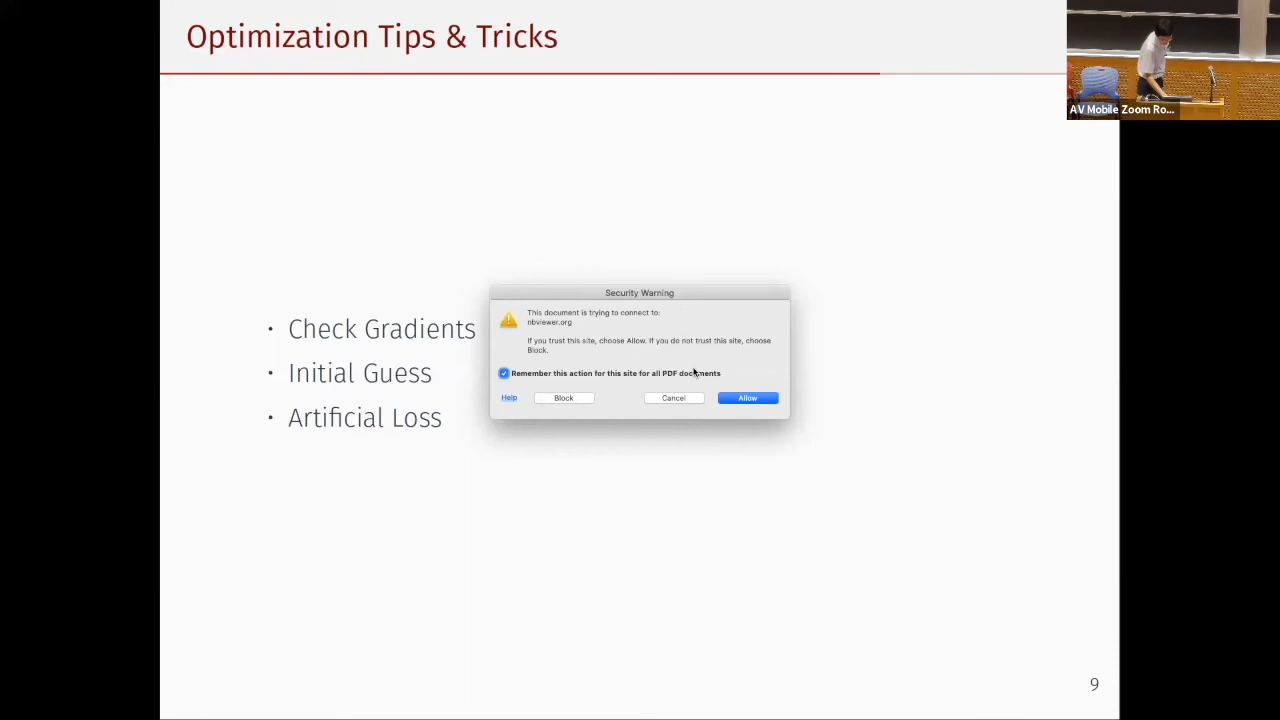 Optimization Tips & Tricks
AV Mobile Zoom Ro...
Security Warning
This document is trying to connect to:
nbviewer.org
If you trust this site, choose Allow. If you do not trust this site, choose
Block.
Remember this action for this site for all PDF documents
Help
Block
Cancel
Allow
· Check Gradients
· Initial Guess
· Artificial Loss
9